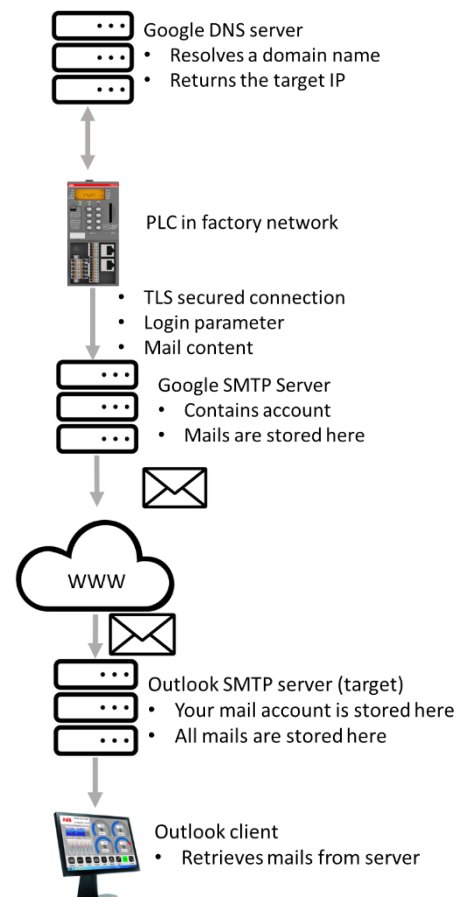 Google DNS server
• Resolves a domain name
• Returns the target IP
ABB
PLC in factory network
• TLS secured connection
• Login parameter
• Mail content
Google SMTP Server
• Contains account
• Mails are stored here
www
Outlook SMTP server (target)
• Your mail account is stored here
• All mails are stored here
ABB
Outlook client
• Retrieves mails from server